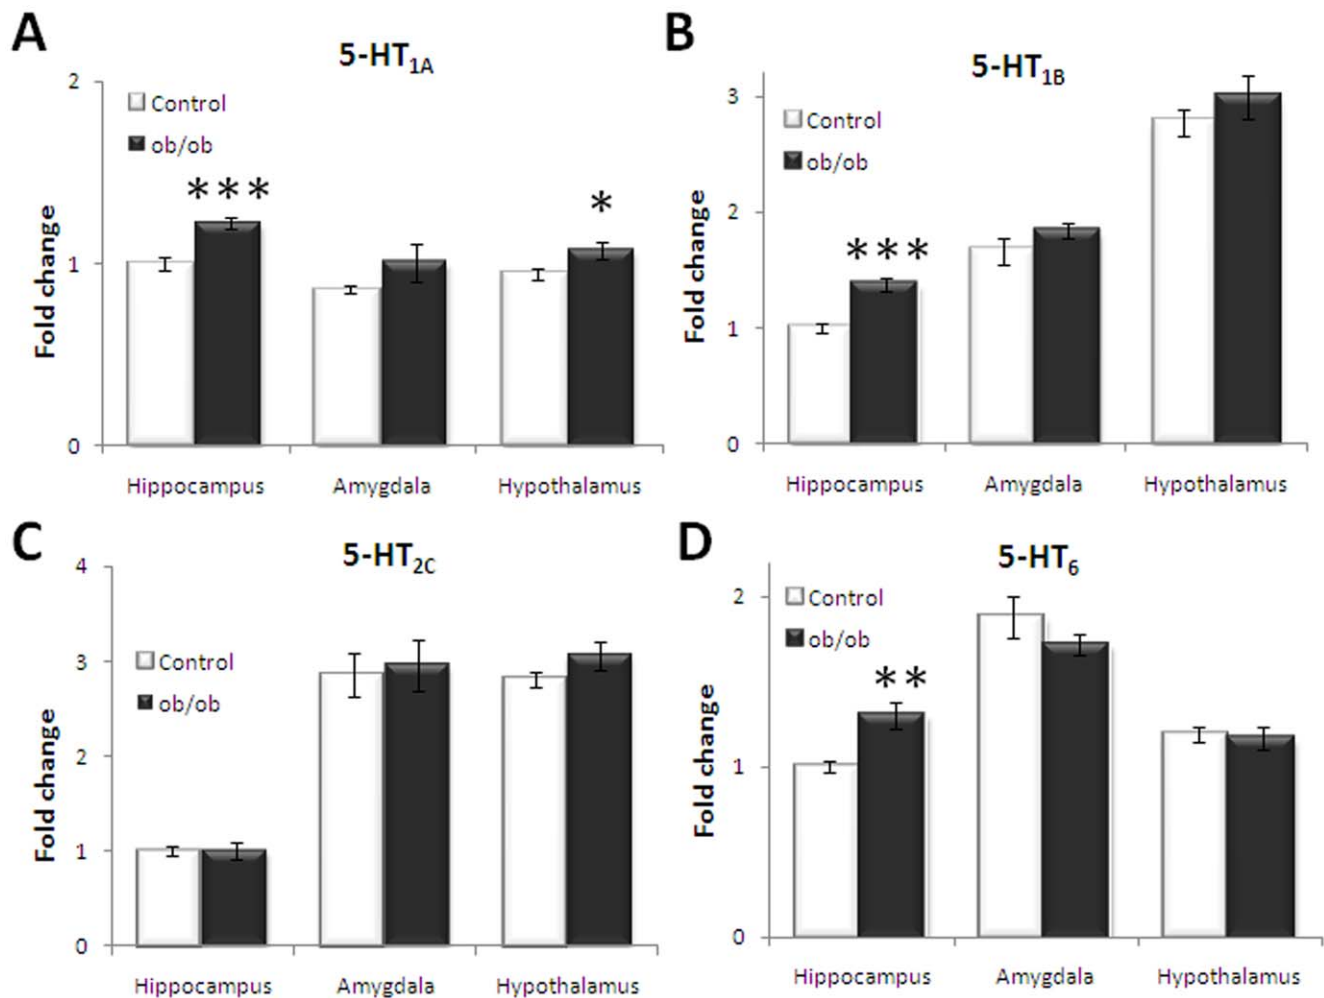 A
5-HT1A
2
Control
ob/ob
***
*
1
0
Fold change
Hippocampus
Amygdala
Hypothalamus
B
5-HT1B
3
Control
ob/ob
2
***
1
0
Fold change
Hippocampus
Amygdala
Hypothalamus
C
5-HT2C
4
3
Control
ob/ob
2
1
0
Fold change
Hippocampus
Amygdala
Hypothalamus
D
5-HT6
2
Control
ob/ob
**
1
0
Fold change
Hippocampus
Amygdala
Hypothalamus